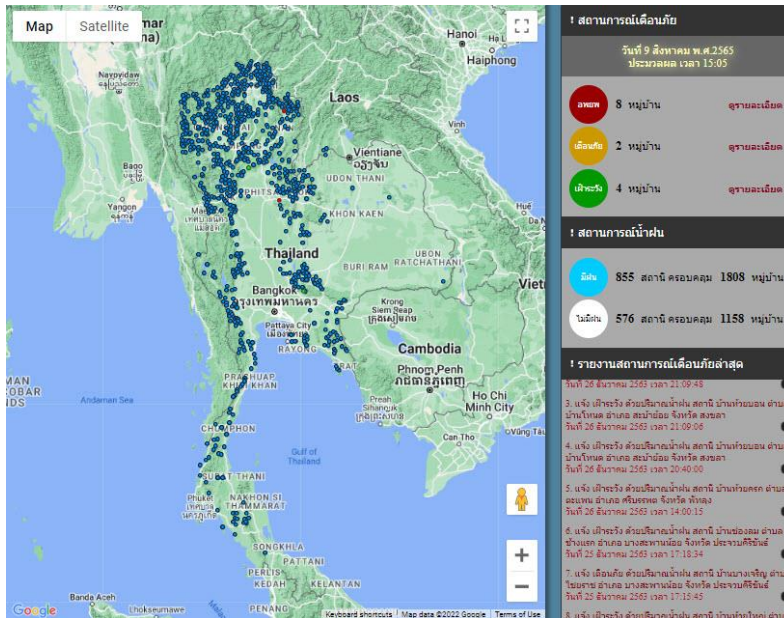 Map Satellite
Hanoi
Haiphong
Naypyidaw
Laos
Vinh
Vientiane
ວຽງຈັນ
UDON THANI
Bago
Yangon
KHON KAEN
Huế
Thailand
UBON
RATCHATHANI
BURI RAM
Bangkok
กรุงเทพมหานคร
Krong
Siem Reap
Pattaya City
RAYONG
Cambodia
Phnom Penh
Andaman Sea
PRACHUAP
KHIRI KHAN
Preah
Sihanouk
Ho Chi
Minh City
Can Tho
Vũng Tàu
CHUMPHON
Gulf of
Thailand
SURAT THANI
Phuket
NAKHON SI
THAMMARAT
SONGKHLA
PATTANI
PERLIS
KEDAH
KELANTAN
Banda Aceh
Lhokseumawe
PENANG
Google
Keyboard shortcuts Map data ©2022 Google Terms of Use
! สถานการณ์เตือนภัย
วันที่ 9 สิงหาคม พ.ศ.2565
ประมวลผล เวลา 15:05
อพยพ 8 หมู่บ้าน ดูรายละเอียด
เตือนภัย 2 หมู่บ้าน ดูรายละเอียด
เฝ้าระวัง 4 หมู่บ้าน ดูรายละเอียด
! สถานการณ์น้ำฝน
มีฝน 855 สถานี ครอบคลุม 1808 หมู่บ้าน
ไม่มีฝน 576 สถานี ครอบคลุม 1158 หมู่บ้าน
! รายงานสถานการณ์เตือนภัยล่าสุด
วันที่ 26 ธันวาคม 2563 เวลา 21:09:48
3. แจ้ง เฝ้าระวัง ด้วยปริมาณน้ำฝน สถานี บ้านห้วยบอน ตำบล
บ้านโหนด อำเภอ สะบ้าย้อย จังหวัด สงขลา
วันที่ 26 ธันวาคม 2563 เวลา 21:09:06
4. แจ้ง เฝ้าระวัง ด้วยปริมาณน้ำฝน สถานี บ้านห้วยบอน ตำบล
บ้านโหนด อำเภอ สะบ้าย้อย จังหวัด สงขลา
วันที่ 26 ธันวาคม 2563 เวลา 20:40:00
5. แจ้ง เฝ้าระวัง ด้วยปริมาณน้ำฝน สถานี บ้านห้วยครก ตำบล
ตะแพน อำเภอ ศรีบรรพต จังหวัด พัทลุง
วันที่ 26 ธันวาคม 2563 เวลา 14:00:15
6. แจ้ง เฝ้าระวัง ด้วยปริมาณน้ำฝน สถานี บ้านช่องลม ตำบล
ช้างแรก อำเภอ บางสะพานน้อย จังหวัด ประจวบคีรีขันธ์
วันที่ 25 ธันวาคม 2563 เวลา 17:18:34
7. แจ้ง เตือนภัย ด้วยปริมาณน้ำฝน สถานี บ้านบางเจริญ ตำบล
ไชยราช อำเภอ บางสะพานน้อย จังหวัด ประจวบคีรีขันธ์
วันที่ 25 ธันวาคม 2563 เวลา 17:15:45